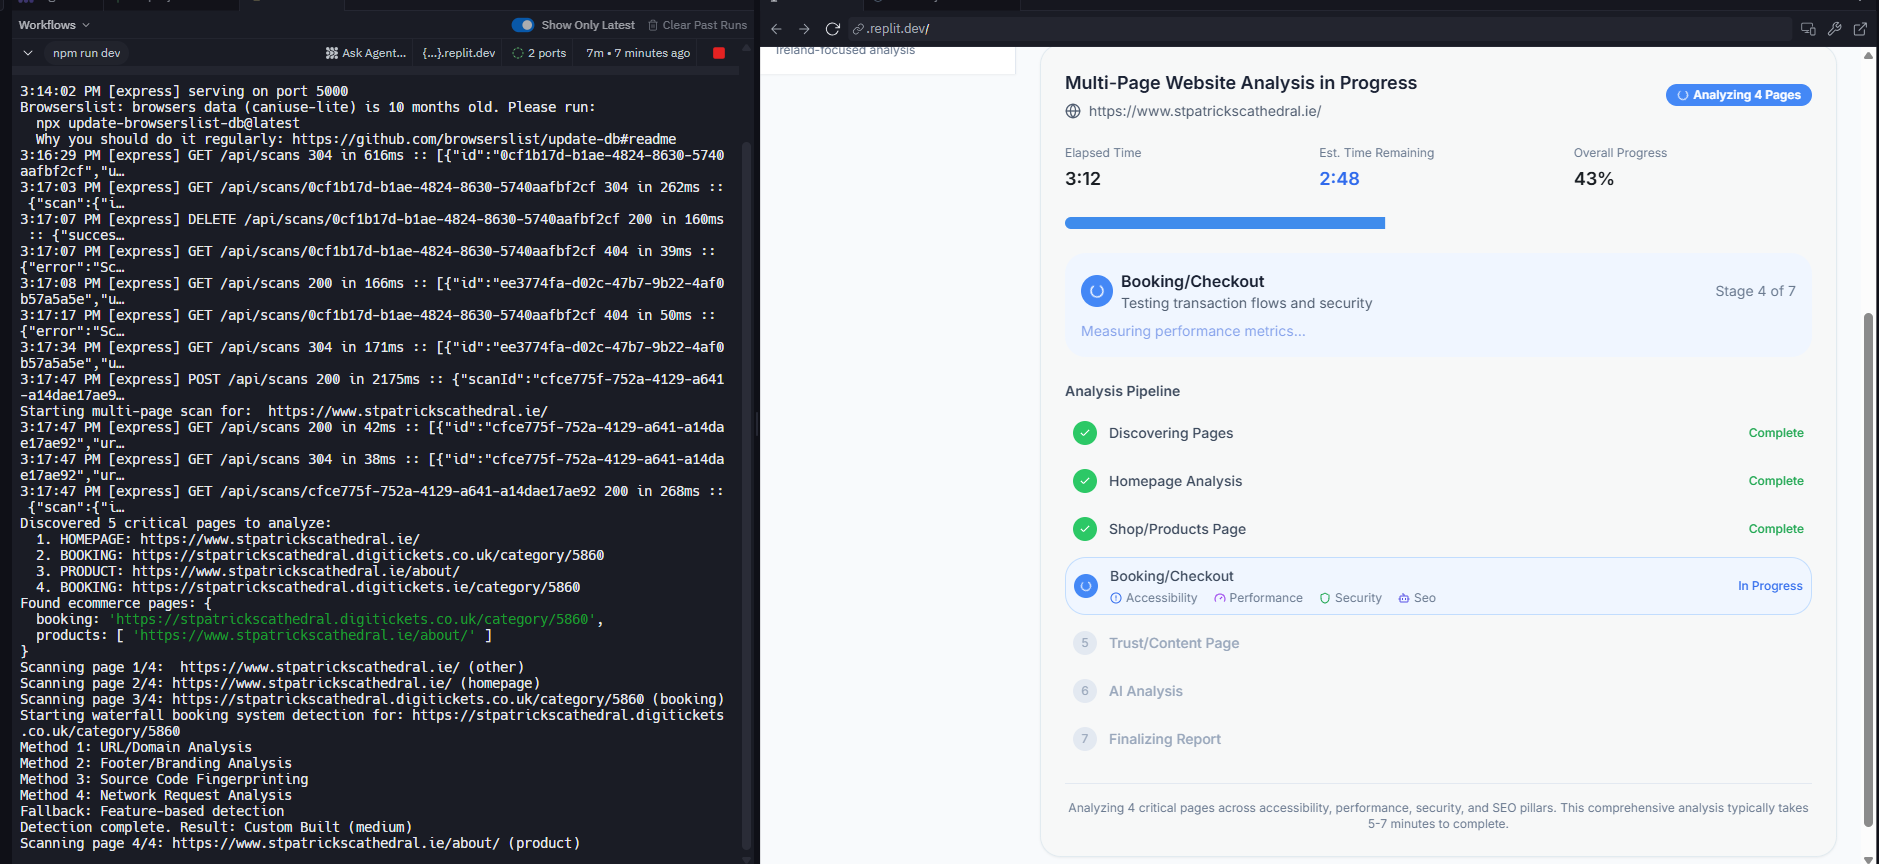 Workflows
Show Only Latest
Clear Past Runs
npm run dev
Ask Agent...
{...}.replit.dev
2 ports
7m • 7 minutes ago
3:14:02 PM [express] serving on port 5000
Browserslist: browsers data (caniuse-lite) is 10 months old. Please run:
npx update-browserslist-db@latest
Why you should do it regularly: https://github.com/browserslist/update-db#readme
3:16:29 PM [express] GET /api/scans 304 in 616ms :: [{"id":"0cf1b17d-b1ae-4824-8630-5740
aafbf2cf","u…
3:17:03 PM [express] GET /api/scans/0cf1b17d-b1ae-4824-8630-5740aafbf2cf 304 in 262ms ::
{"scan":{"i…
3:17:07 PM [express] DELETE /api/scans/0cf1b17d-b1ae-4824-8630-5740aafbf2cf 200 in 160ms
:: {"succes…
3:17:07 PM [express] GET /api/scans/0cf1b17d-b1ae-4824-8630-5740aafbf2cf 404 in 39ms ::
{"error":"Sc…
3:17:08 PM [express] GET /api/scans 200 in 166ms :: [{"id":"ee3774fa-d02c-47b7-9b22-4af0
b57a5a5e","u…
3:17:17 PM [express] GET /api/scans/0cf1b17d-b1ae-4824-8630-5740aafbf2cf 404 in 50ms ::
{"error":"Sc…
3:17:34 PM [express] GET /api/scans 304 in 171ms :: [{"id":"ee3774fa-d02c-47b7-9b22-4af0
b57a5a5e","u…
3:17:47 PM [express] POST /api/scans 200 in 2175ms :: {"scanId":"cfce775f-752a-4129-a641
-a14dae17ae9…
Starting multi-page scan for:  https://www.stpatrickscathedral.ie/
3:17:47 PM [express] GET /api/scans 200 in 42ms :: [{"id":"cfce775f-752a-4129-a641-a14da
e17ae92","ur…
3:17:47 PM [express] GET /api/scans 304 in 38ms :: [{"id":"cfce775f-752a-4129-a641-a14da
e17ae92","ur…
3:17:47 PM [express] GET /api/scans/cfce775f-752a-4129-a641-a14dae17ae92 200 in 268ms ::
{"scan":{"i…
Discovered 5 critical pages to analyze:
1. HOMEPAGE: https://www.stpatrickscathedral.ie/
2. BOOKING: https://stpatrickscathedral.digitickets.co.uk/category/5860
3. PRODUCT: https://www.stpatrickscathedral.ie/about/
4. BOOKING: https://stpatrickscathedral.digitickets.ie/category/5860
Found ecommerce pages: {
booking: 'https://stpatrickscathedral.digitickets.co.uk/category/5860',
products: [ 'https://www.stpatrickscathedral.ie/about/' ]
}
Scanning page 1/4:  https://www.stpatrickscathedral.ie/ (other)
Scanning page 2/4: https://www.stpatrickscathedral.ie/ (homepage)
Scanning page 3/4: https://stpatrickscathedral.digitickets.co.uk/category/5860 (booking)
Starting waterfall booking system detection for: https://stpatrickscathedral.digitickets
.co.uk/category/5860
Method 1: URL/Domain Analysis
Method 2: Footer/Branding Analysis
Method 3: Source Code Fingerprinting
Method 4: Network Request Analysis
Fallback: Feature-based detection
Detection complete. Result: Custom Built (medium)
Scanning page 4/4: https://www.stpatrickscathedral.ie/about/ (product)
.replit.dev/
Ireland-focused analysis
Multi-Page Website Analysis in Progress
https://www.stpatrickscathedral.ie/
Analyzing 4 Pages
Elapsed Time
3:12
Est. Time Remaining
2:48
Overall Progress
43%
Booking/Checkout
Testing transaction flows and security
Stage 4 of 7
Measuring performance metrics...
Analysis Pipeline
Discovering Pages
Complete
Homepage Analysis
Complete
Shop/Products Page
Complete
Booking/Checkout
Accessibility Performance Security Seo
In Progress
5 Trust/Content Page
6 AI Analysis
7 Finalizing Report
Analyzing 4 critical pages across accessibility, performance, security, and SEO pillars. This comprehensive analysis typically takes
5-7 minutes to complete.